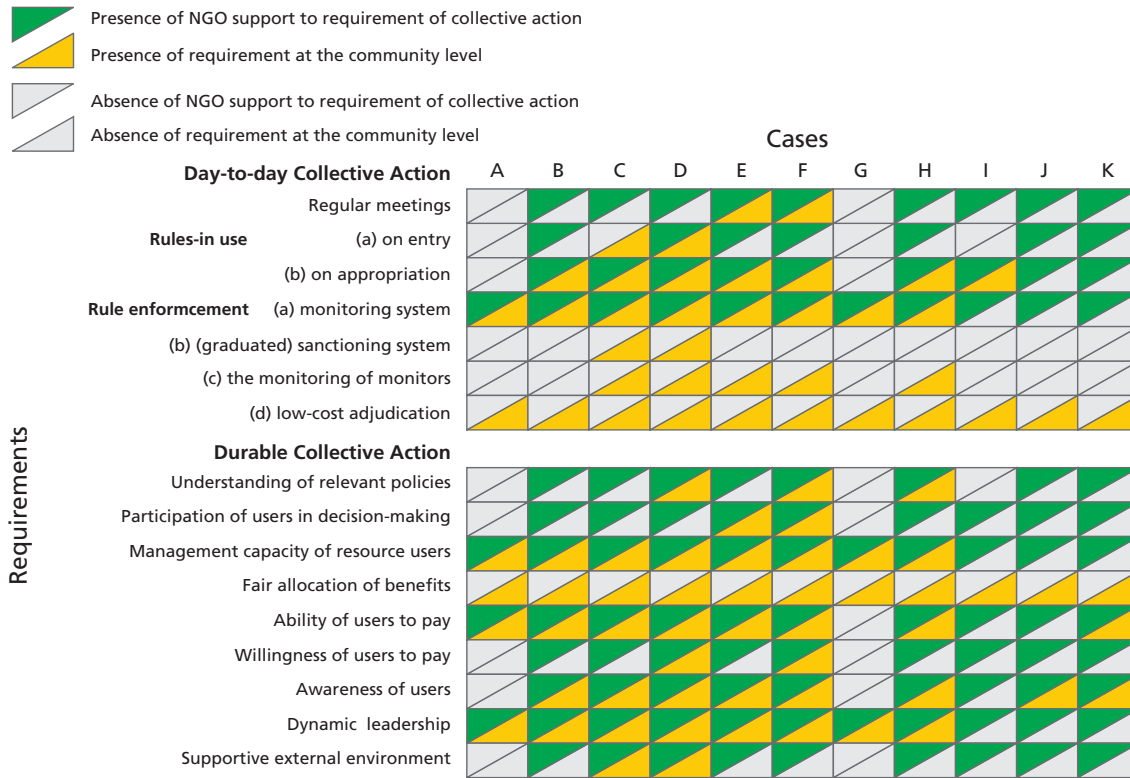 Presence of NGO support to requirement of collective action
Presence of requirement at the community level
Absence of NGO support to requirement of collective action
Absence of requirement at the community level
Cases
Day-to-day Collective Action A B C D E F G H I J K
Regular meetings
Rules-in use (a) on entry
(b) on appropriation
Rule enformcement (a) monitoring system
(b) (graduated) sanctioning system
(c) the monitoring of monitors
(d) low-cost adjudication
Requirements
Durable Collective Action
Understanding of relevant policies
Participation of users in decision-making
Management capacity of resource users
Fair allocation of benefits
Ability of users to pay
Willingness of users to pay
Awareness of users
Dynamic leadership
Supportive external environment